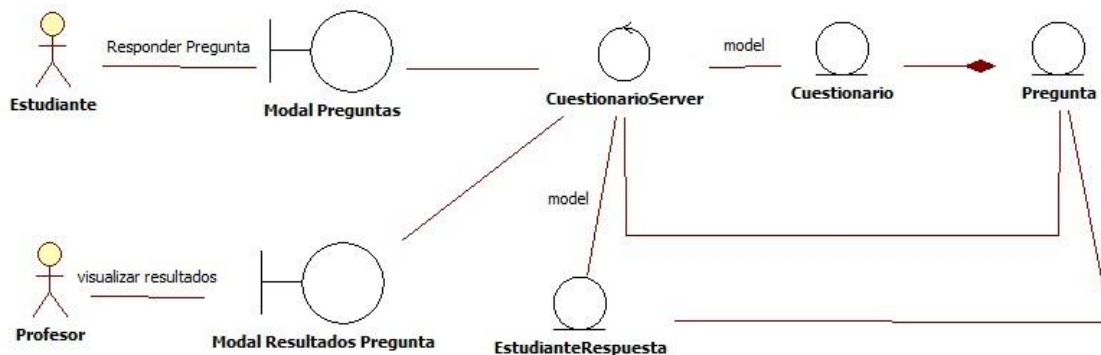 Responder Pregunta
model
Estudiante
Modal Preguntas
CuestionarioServer
Cuestionario
Pregunta
model
visualizar resultados
Profesor
Modal Resultados Pregunta
EstudianteRespuesta